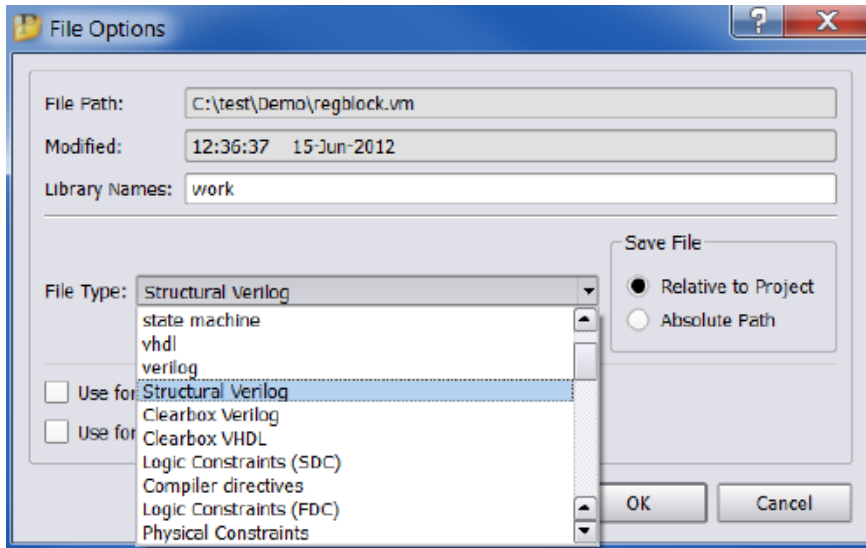 File Options
File Path: C:\test\Demo\regblock.vm
Modified: 12:36:37 15-Jun-2012
Library Names: work
Save File
File Type: Structural Verilog
Relative to Project
Absolute Path
state machine
vhdl
verilog
Use for
Structural Verilog
Clearbox Verilog
Use for
Clearbox VHDL
Logic Constraints (SDC)
Compiler directives
Logic Constraints (FDC)
Physical Constraints
OK Cancel